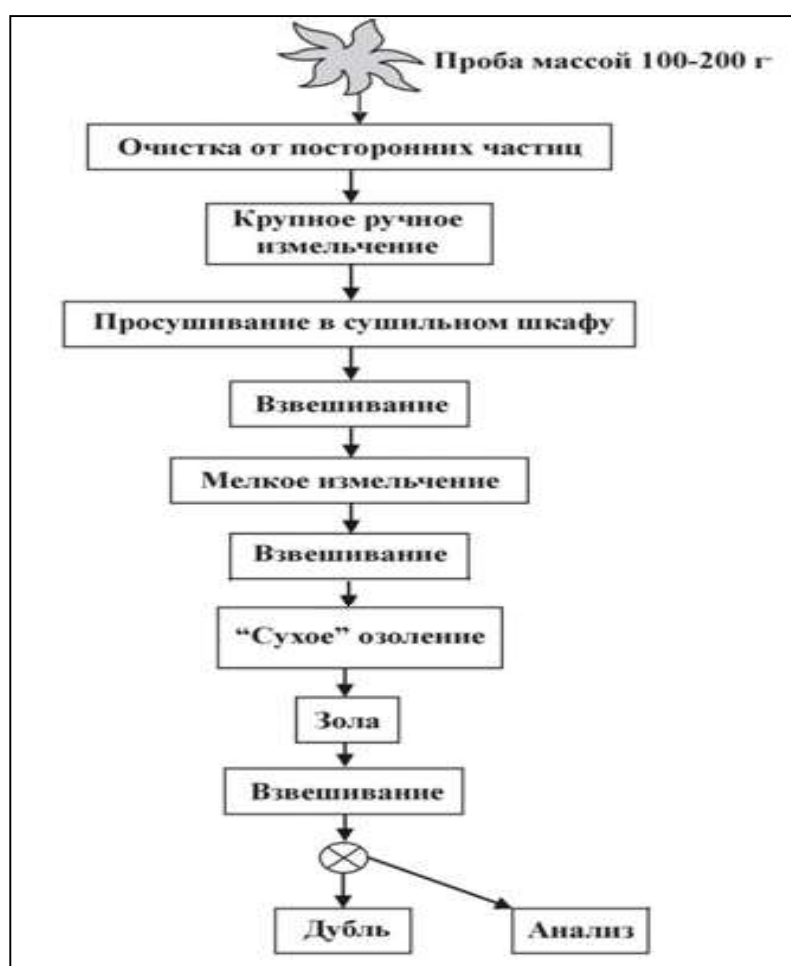 Проба массой 100-200 г
Очистка от посторонних частиц
Крупное ручное
измельчение
Просушивание в сушильном шкафу
Взвешивание
Мелкое измельчение
Взвешивание
“Сухое” озоление
Зола
Взвешивание
Дубль
Анализ